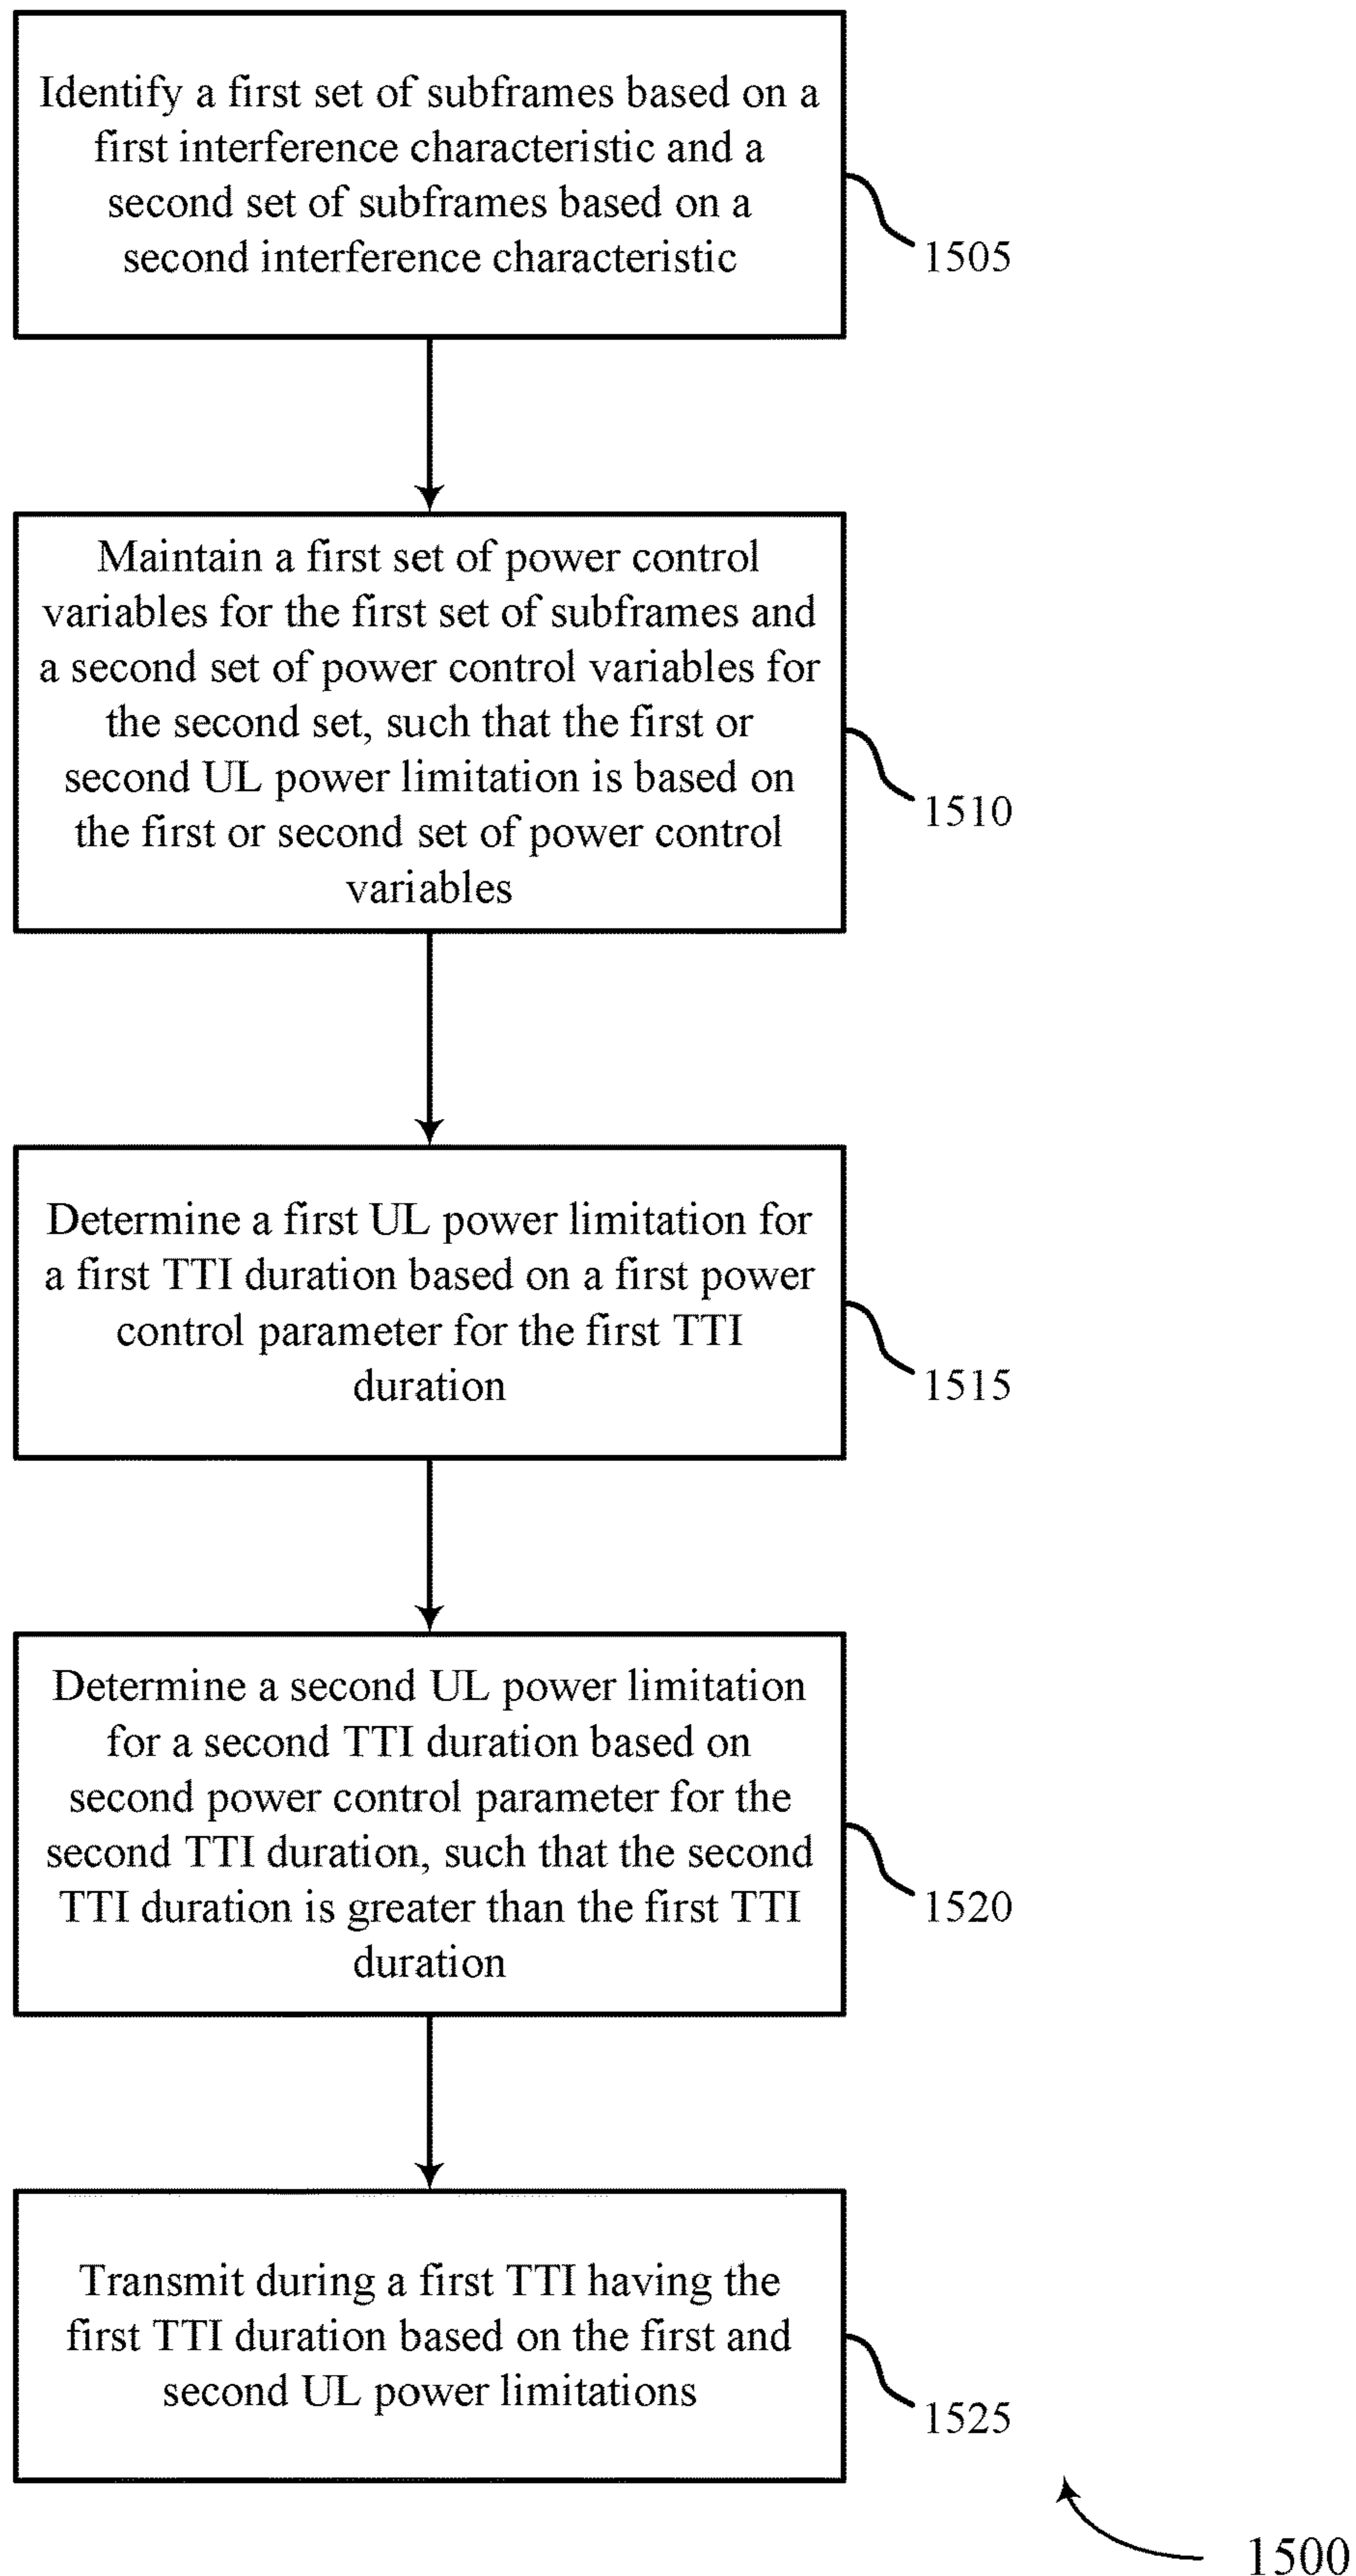 Identify a first set of subframes based on a
first interference characteristic and a
second set of subframes based on a
second interference characteristic
1505
Maintain a first set of power control
variables for the first set of subframes and
a second set of power control variables for
the second set, such that the first or
second UL power limitation is based on
the first or second set of power control
variables
1510
Determine a first UL power limitation for
a first TTI duration based on a first power
control parameter for the first TTI
duration
1515
Determine a second UL power limitation
for a second TTI duration based on
second power control parameter for the
second TTI duration, such that the second
TTI duration is greater than the first TTI
duration
1520
Transmit during a first TTI having the
first TTI duration based on the first and
second UL power limitations
1525
1500